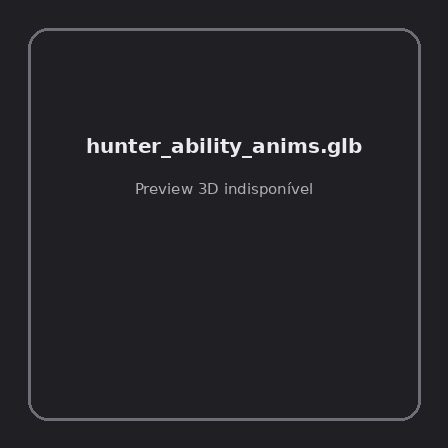 hunter_ability_anims.glb
Preview 3D indisponível